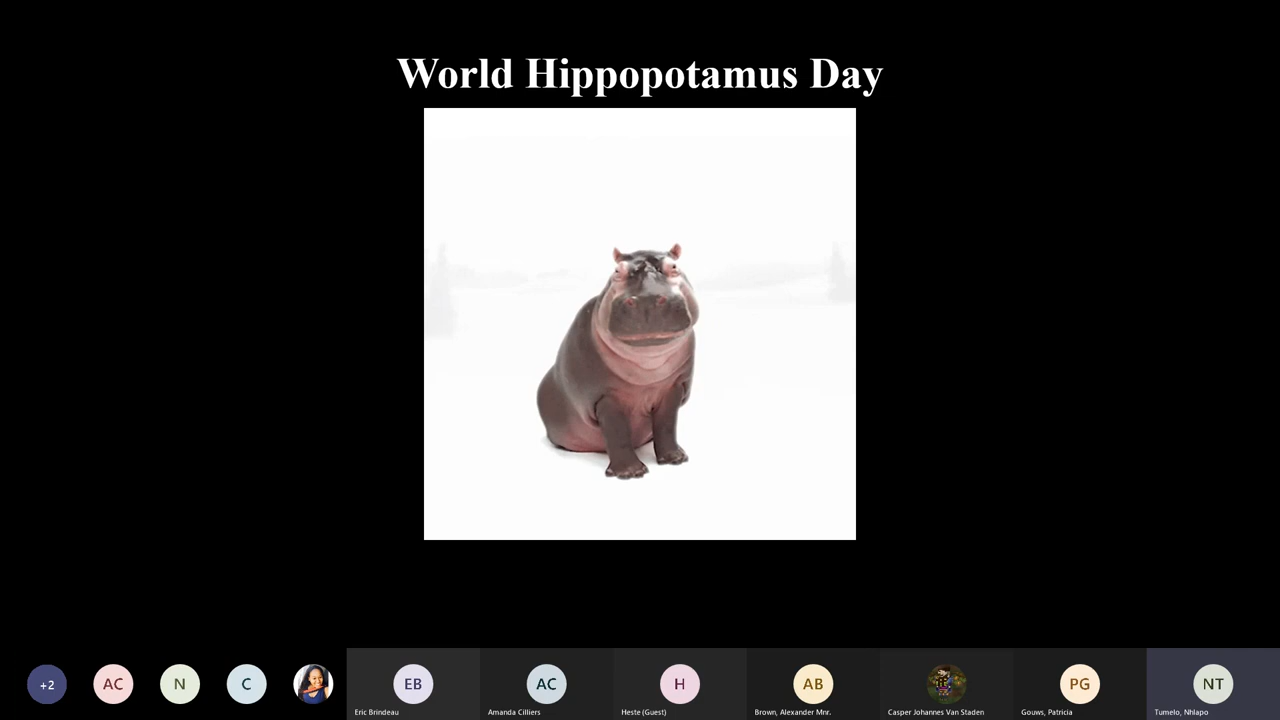 World Hippopotamus Day
+2
AC
N
C
EB
Eric Brindeau
AC
Amanda Cilliers
H
Heste (Guest)
AB
Brown, Alexander Mnr.
Casper Johannes Van Staden
PG
Gouws, Patricia
NT
Tumelo, Nhlapo